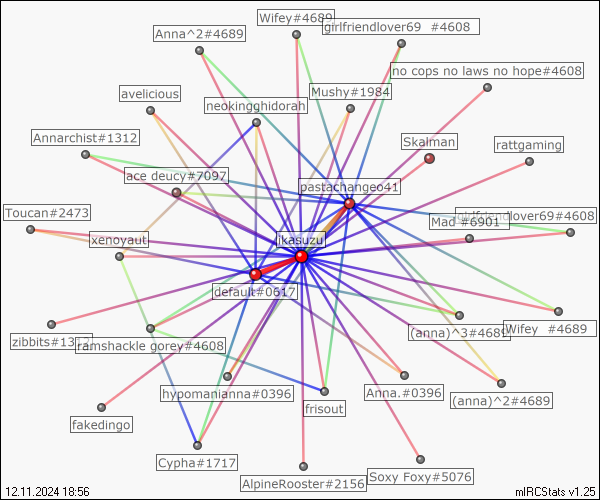 Wifey#4689
girlfriendlover69 #4608
Anna^2#4689
no cops no laws no hope#4608
avelicious
Mushy#1984
neokingghidorah
Annarchist#1312
Skalman
rattgaming
ace deucy#7097
pastachangeo41
Toucan#2473
Mad #6901
girlfriendlover69#4608
xenoyaut
ikasuzu
default#0617
zibbits#1312
ramshackle gorey#4608
(anna)^3#4689
Wifey #4689
hypomanianna#0396
Anna.#0396
(anna)^2#4689
frisout
fakedingo
Cypha#1717
AlpineRooster#2156
Soxy Foxy#5076
12.11.2024 18:56
mIRCStats v1.25